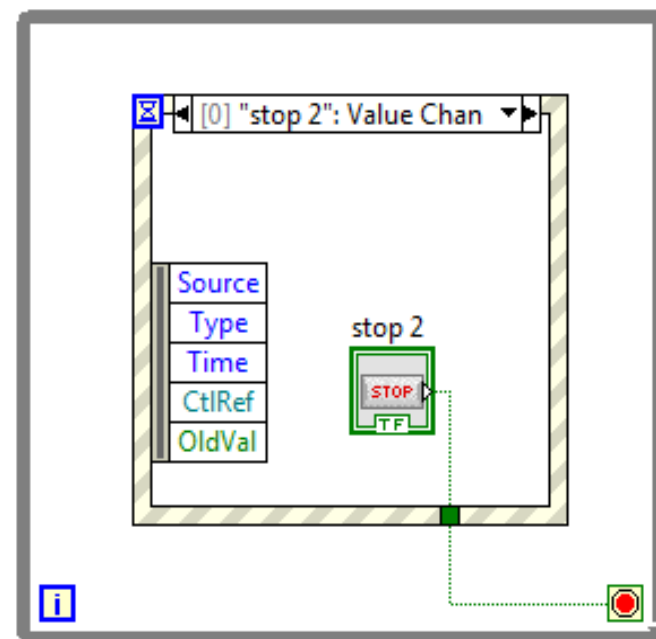 [0] "stop 2": Value Chan
Source
Type
Time
CtlRef
OldVal
stop 2
STOP
TF
i